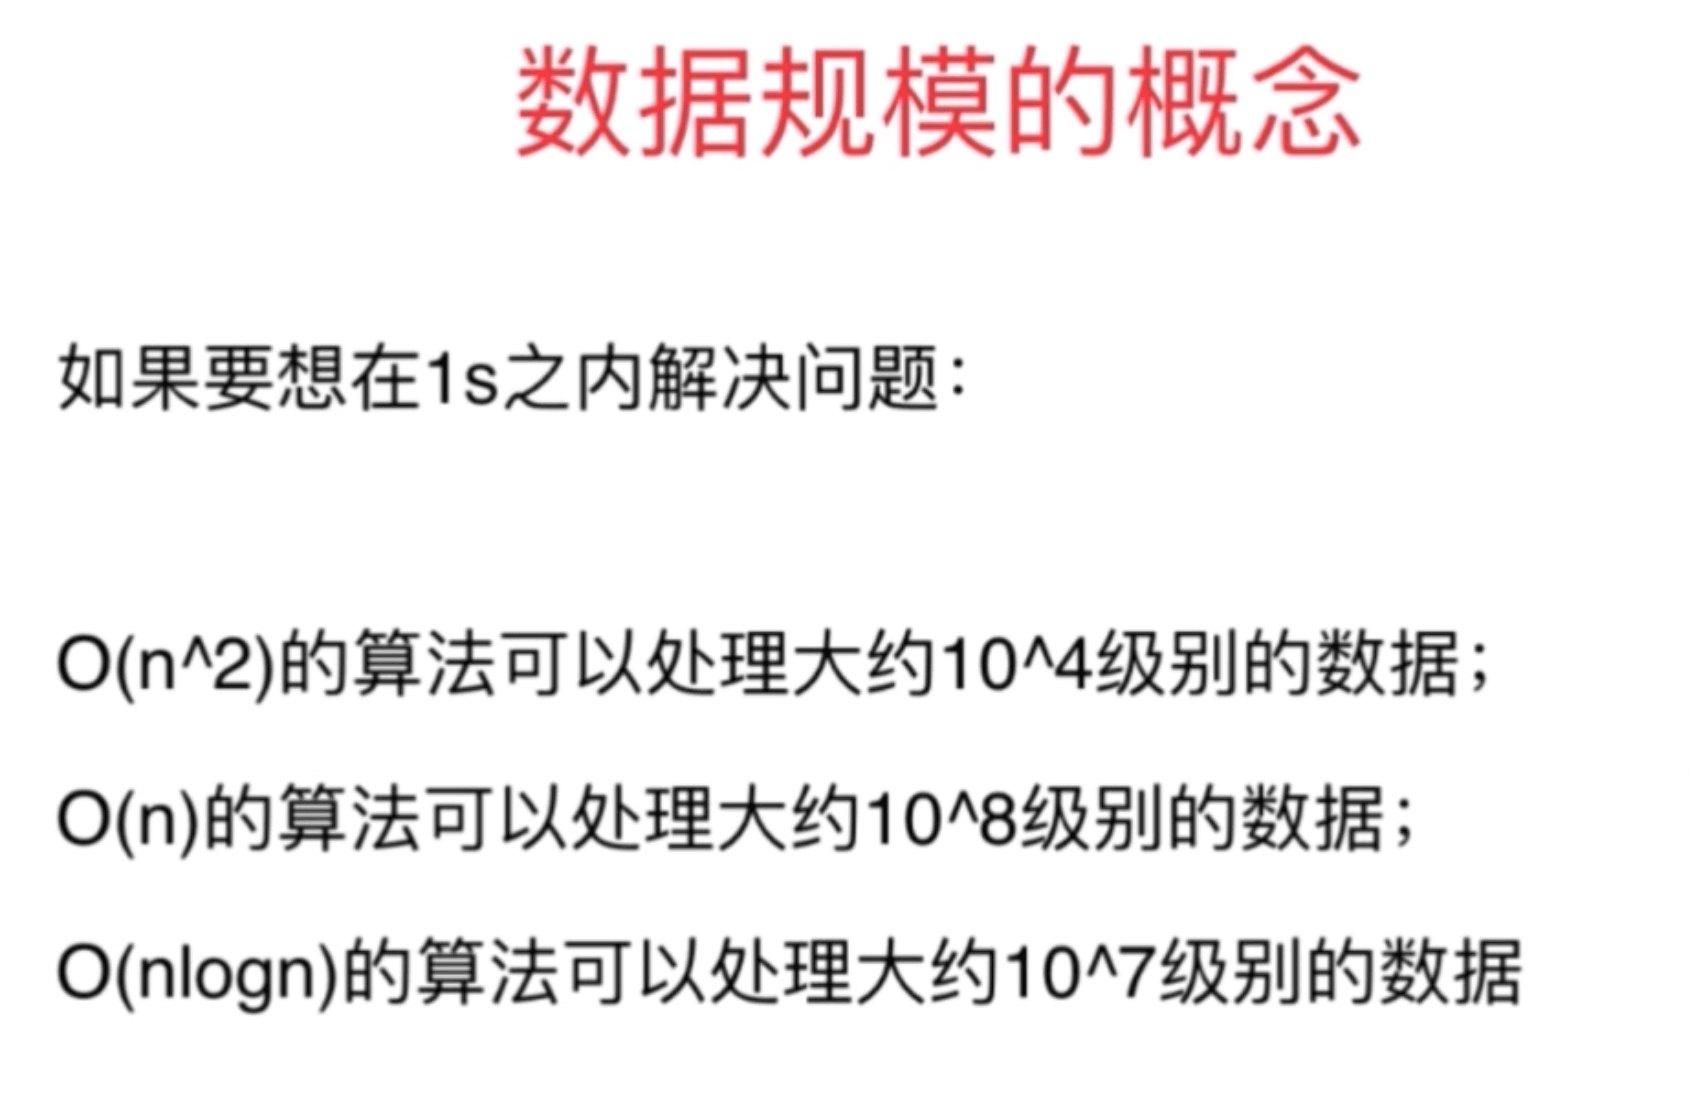 数据规模的概念
如果要想在1s之内解决问题：
O(n^2)的算法可以处理大约10^4级别的数据；
O(n)的算法可以处理大约10^8级别的数据；
O(nlogn)的算法可以处理大约10^7级别的数据